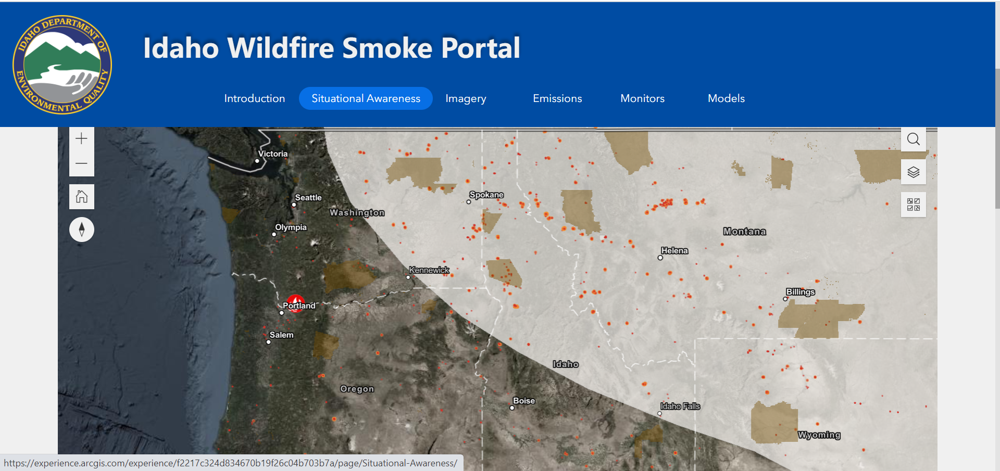 IDAHO DEPARTMENT OF
ENVIRONMENTAL QUALITY
Idaho Wildfire Smoke Portal
Introduction
Situational Awareness
Imagery
Emissions
Monitors
Models
Victoria
Seattle
Spokane
Washington
Olympia
Montana
Helena
Kennewick
Billings
Portland
Salem
Idaho
Oregon
Boise
Idaho Falls
Wyoming
https://experience.arcgis.com/experience/f2217c324d834670b19f26c04b703b7a/page/Situational-Awareness/